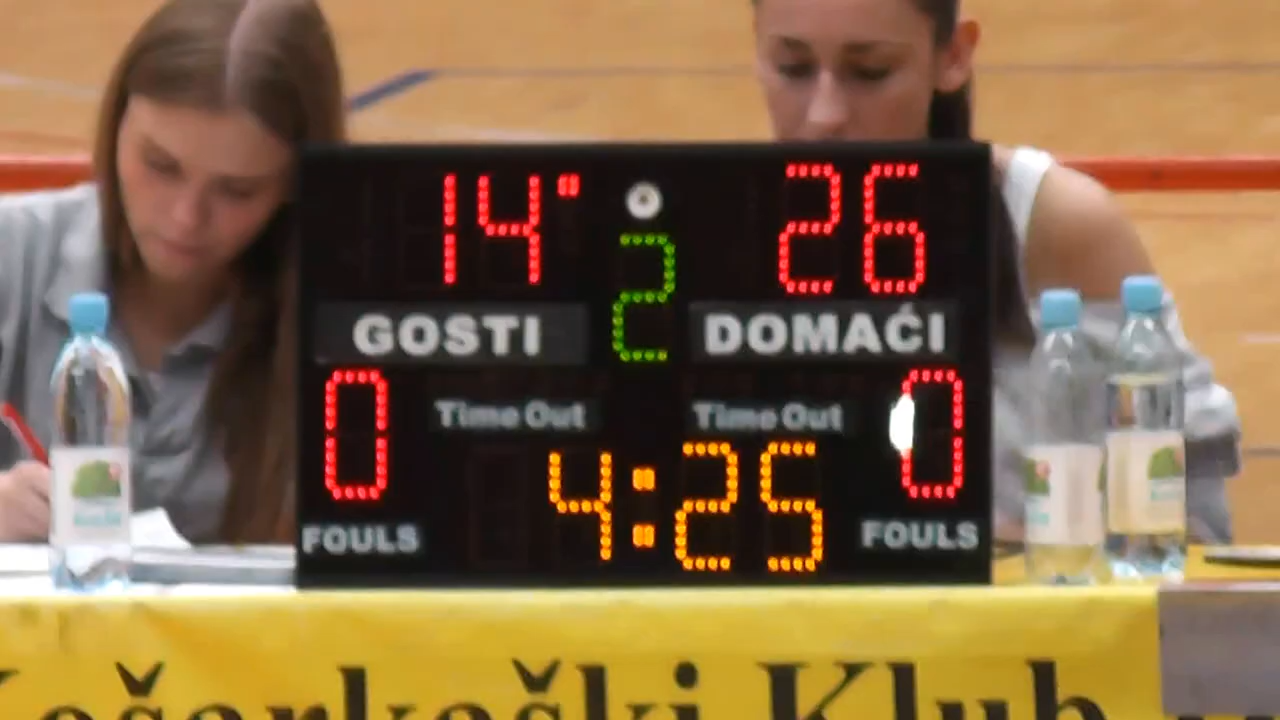 14 26
2
GOSTI DOMAĆI
0 Time Out Time Out 0
4:25
FOULS FOULS
Košarkaški Klub